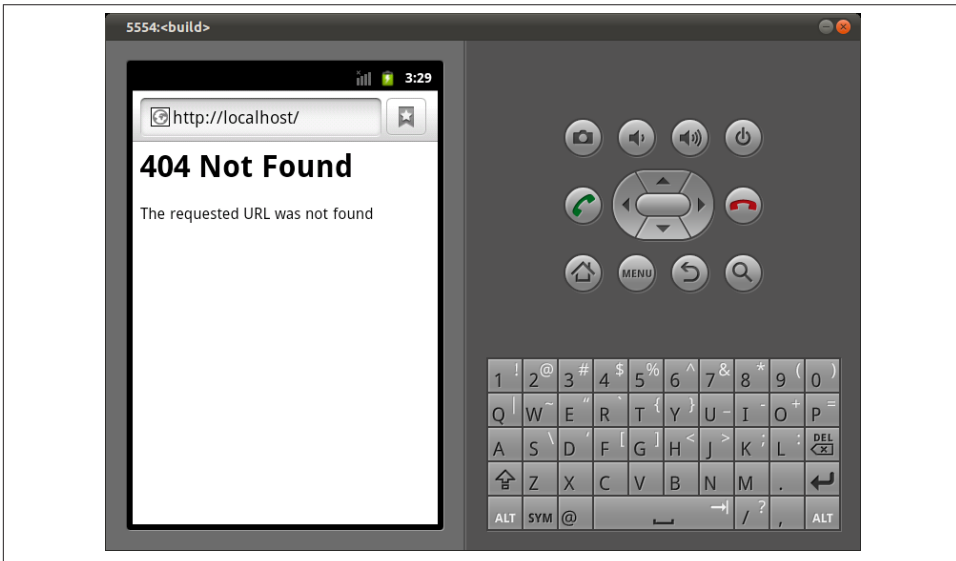 5554:<build>
3:29
http://localhost/
404 Not Found
The requested URL was not found
MENU
1 ! 2 @ 3 # 4 $ 5 % 6 ^ 7 & 8 * 9 ( 0 )
Q | W ~ E " R ` T { Y } U _ I - O + P =
A S \ D ' F [ G ] H < J > K ; L : DEL
Z X C V B N M .
ALT SYM @ / ? , ALT